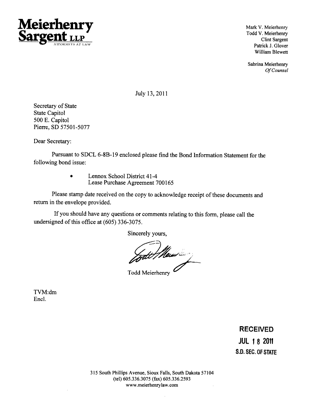 Meierhenry
Sargent LLP
ATTORNEYS AT LAW
Mark V. Meierhenry
Todd V. Meierhenry
Clint Sargent
Patrick J. Glover
William Blewett
Sabrina Meierhenry
Of Counsel
July 13, 2011
Secretary of State
State Capitol
500 E. Capitol
Pierre, SD 57501-5077
Dear Secretary:
Pursuant to SDCL 6-8B-19 enclosed please find the Bond Information Statement for the
following bond issue:
• Lennox School District 41-4
Lease Purchase Agreement 700165
Please stamp date received on the copy to acknowledge receipt of these documents and
return in the envelope provided.
If you should have any questions or comments relating to this form, please call the
undersigned of this office at (605) 336-3075.
Sincerely yours,
Todd Meierhenry
TVM:dm
Encl.
RECEIVED
JUL 18 2011
S.D. SEC. OF STATE
315 South Phillips Avenue, Sioux Falls, South Dakota 57104
(tel) 605.336.3075 (fax) 605.336.2593
www.meierhenrylaw.com